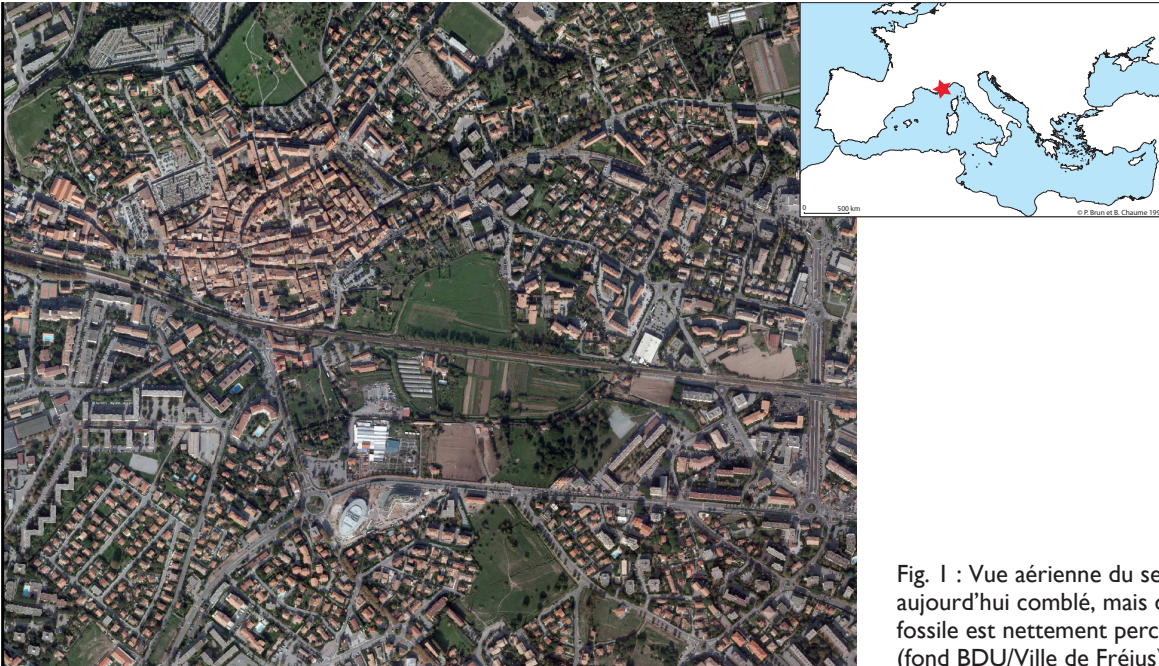 0 500 km
© P. Brun et B. Chaume 199
Fig. 1 : Vue aérienne du se
aujourd'hui comblé, mais
fossile est nettement perc
(fond BDU/Ville de Fréjus)